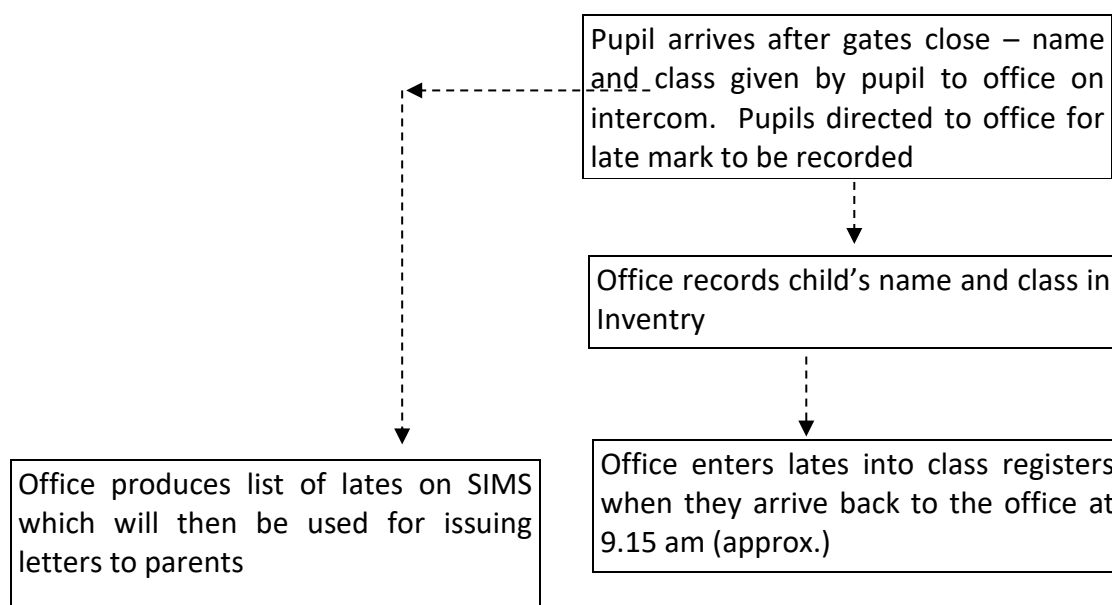 Pupil arrives after gates close – name
and class given by pupil to office on
intercom. Pupils directed to office for
late mark to be recorded
Office records child’s name and class in
Inventry
Office enters lates into class registers
when they arrive back to the office at
9.15 am (approx.)
Office produces list of lates on SIMS
which will then be used for issuing
letters to parents